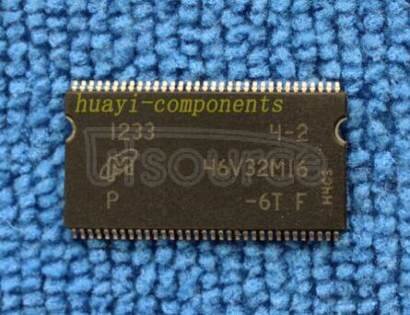 huayi-components
1233 4-2
46V32M16
P -6T F